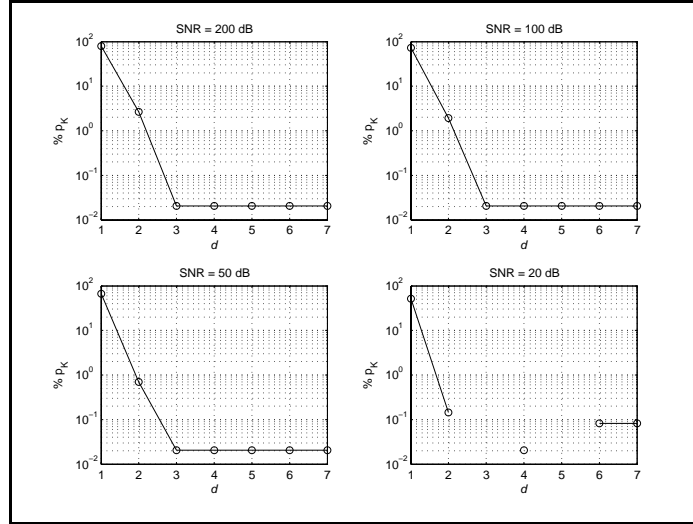 SNR = 200 dB
% p_K
10^2
10^1
10^0
10^-1
10^-2
1 2 3 4 5 6 7
d
SNR = 100 dB
% p_K
10^2
10^1
10^0
10^-1
10^-2
1 2 3 4 5 6 7
d
SNR = 50 dB
% p_K
10^2
10^1
10^0
10^-1
10^-2
1 2 3 4 5 6 7
d
SNR = 20 dB
% p_K
10^2
10^1
10^0
10^-1
10^-2
1 2 3 4 5 6 7
d